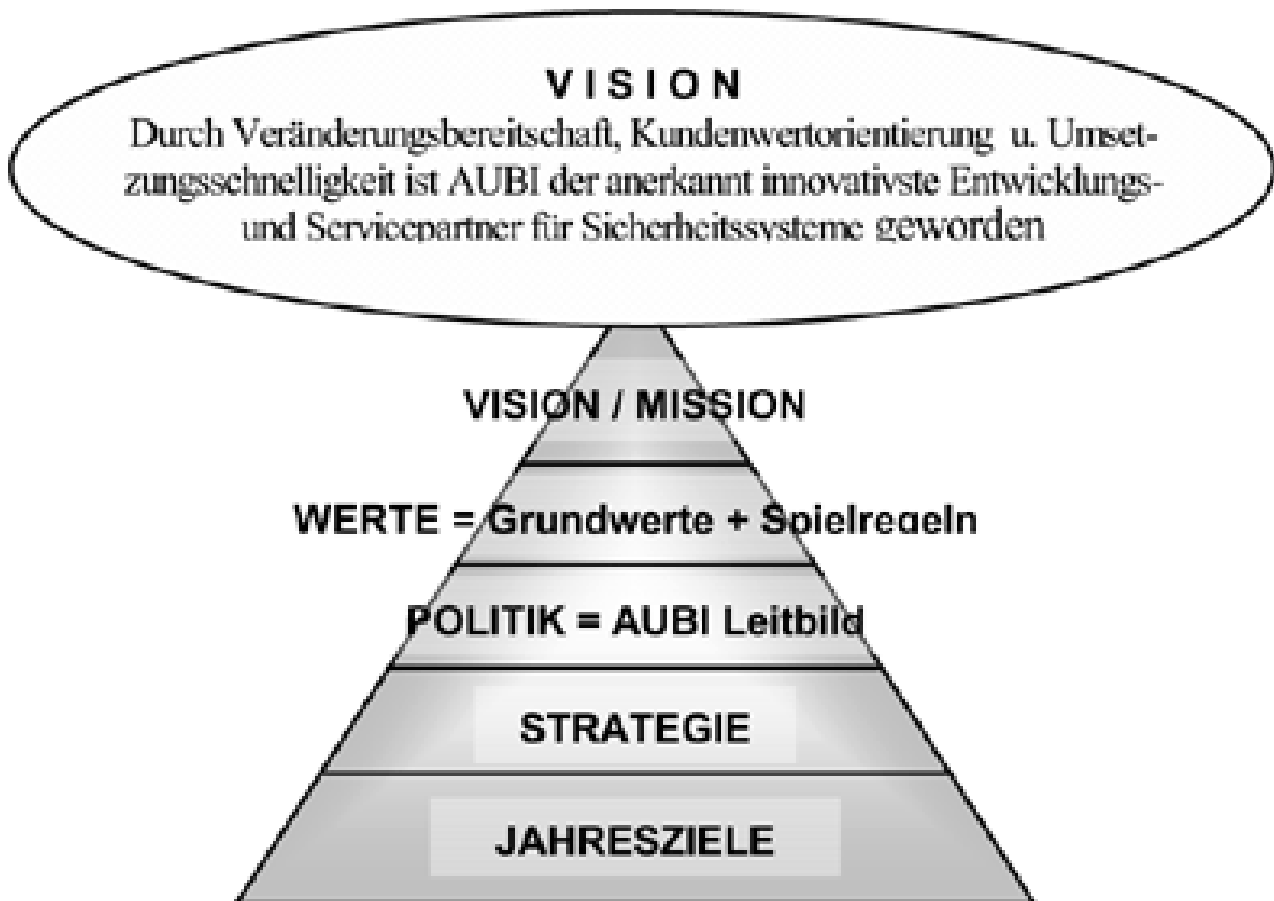 VISION
Durch Veränderungsbereitschaft, Kundenwertorientierung u. Umset-
zungsschnelligkeit ist AUBI der anerkannt innovativste Entwicklungs-
und Servicepartner für Sicherheitssysteme geworden
VISION / MISSION
WERTE = Grundwerte + Spielregeln
POLITIK = AUBI Leitbild
STRATEGIE
JAHRESZIELE